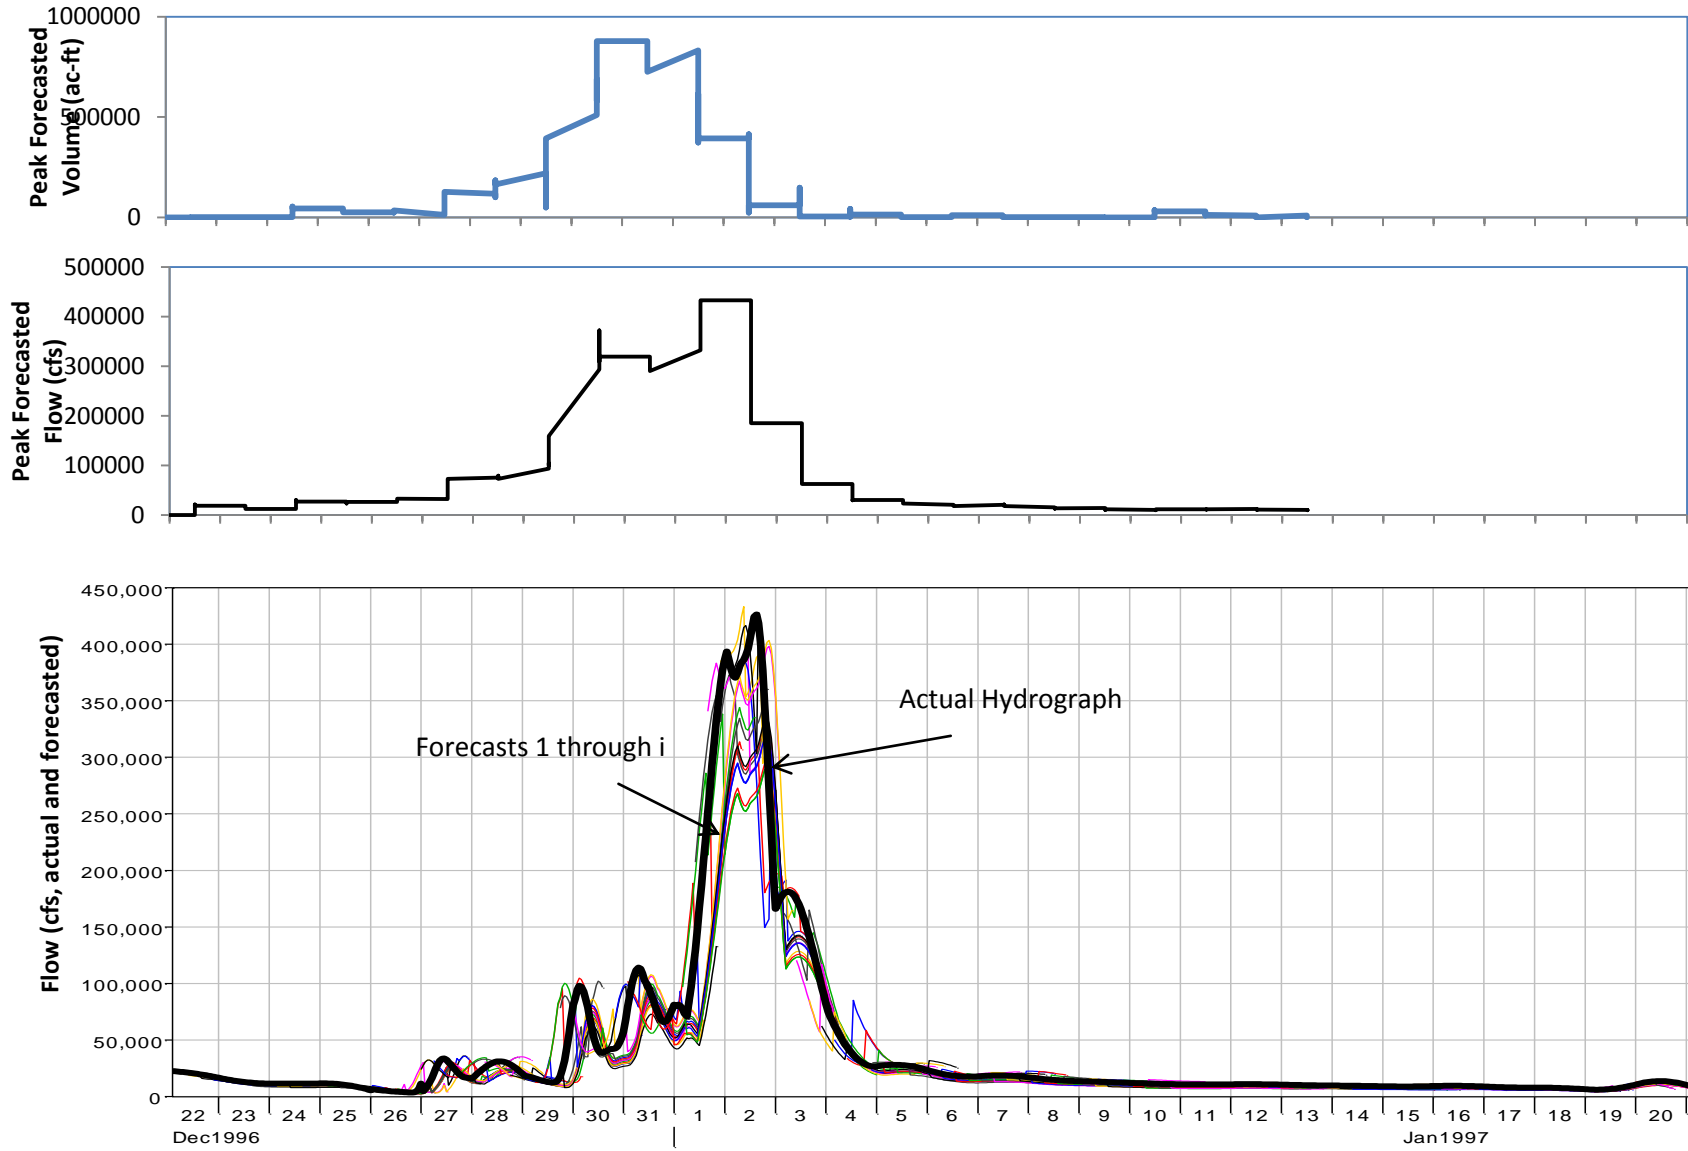 1000000
500000
0
Peak Forecasted
Volume (ac-ft)
500000
400000
300000
200000
100000
0
Peak Forecasted
Flow (cfs)
450,000
400,000
350,000
300,000
250,000
200,000
150,000
100,000
50,000
0
Flow (cfs, actual and forecasted)
Actual Hydrograph
Forecasts 1 through i
22 23 24 25 26 27 28 29 30 31 1 2 3 4 5 6 7 8 9 10 11 12 13 14 15 16 17 18 19 20
Dec1996 Jan1997